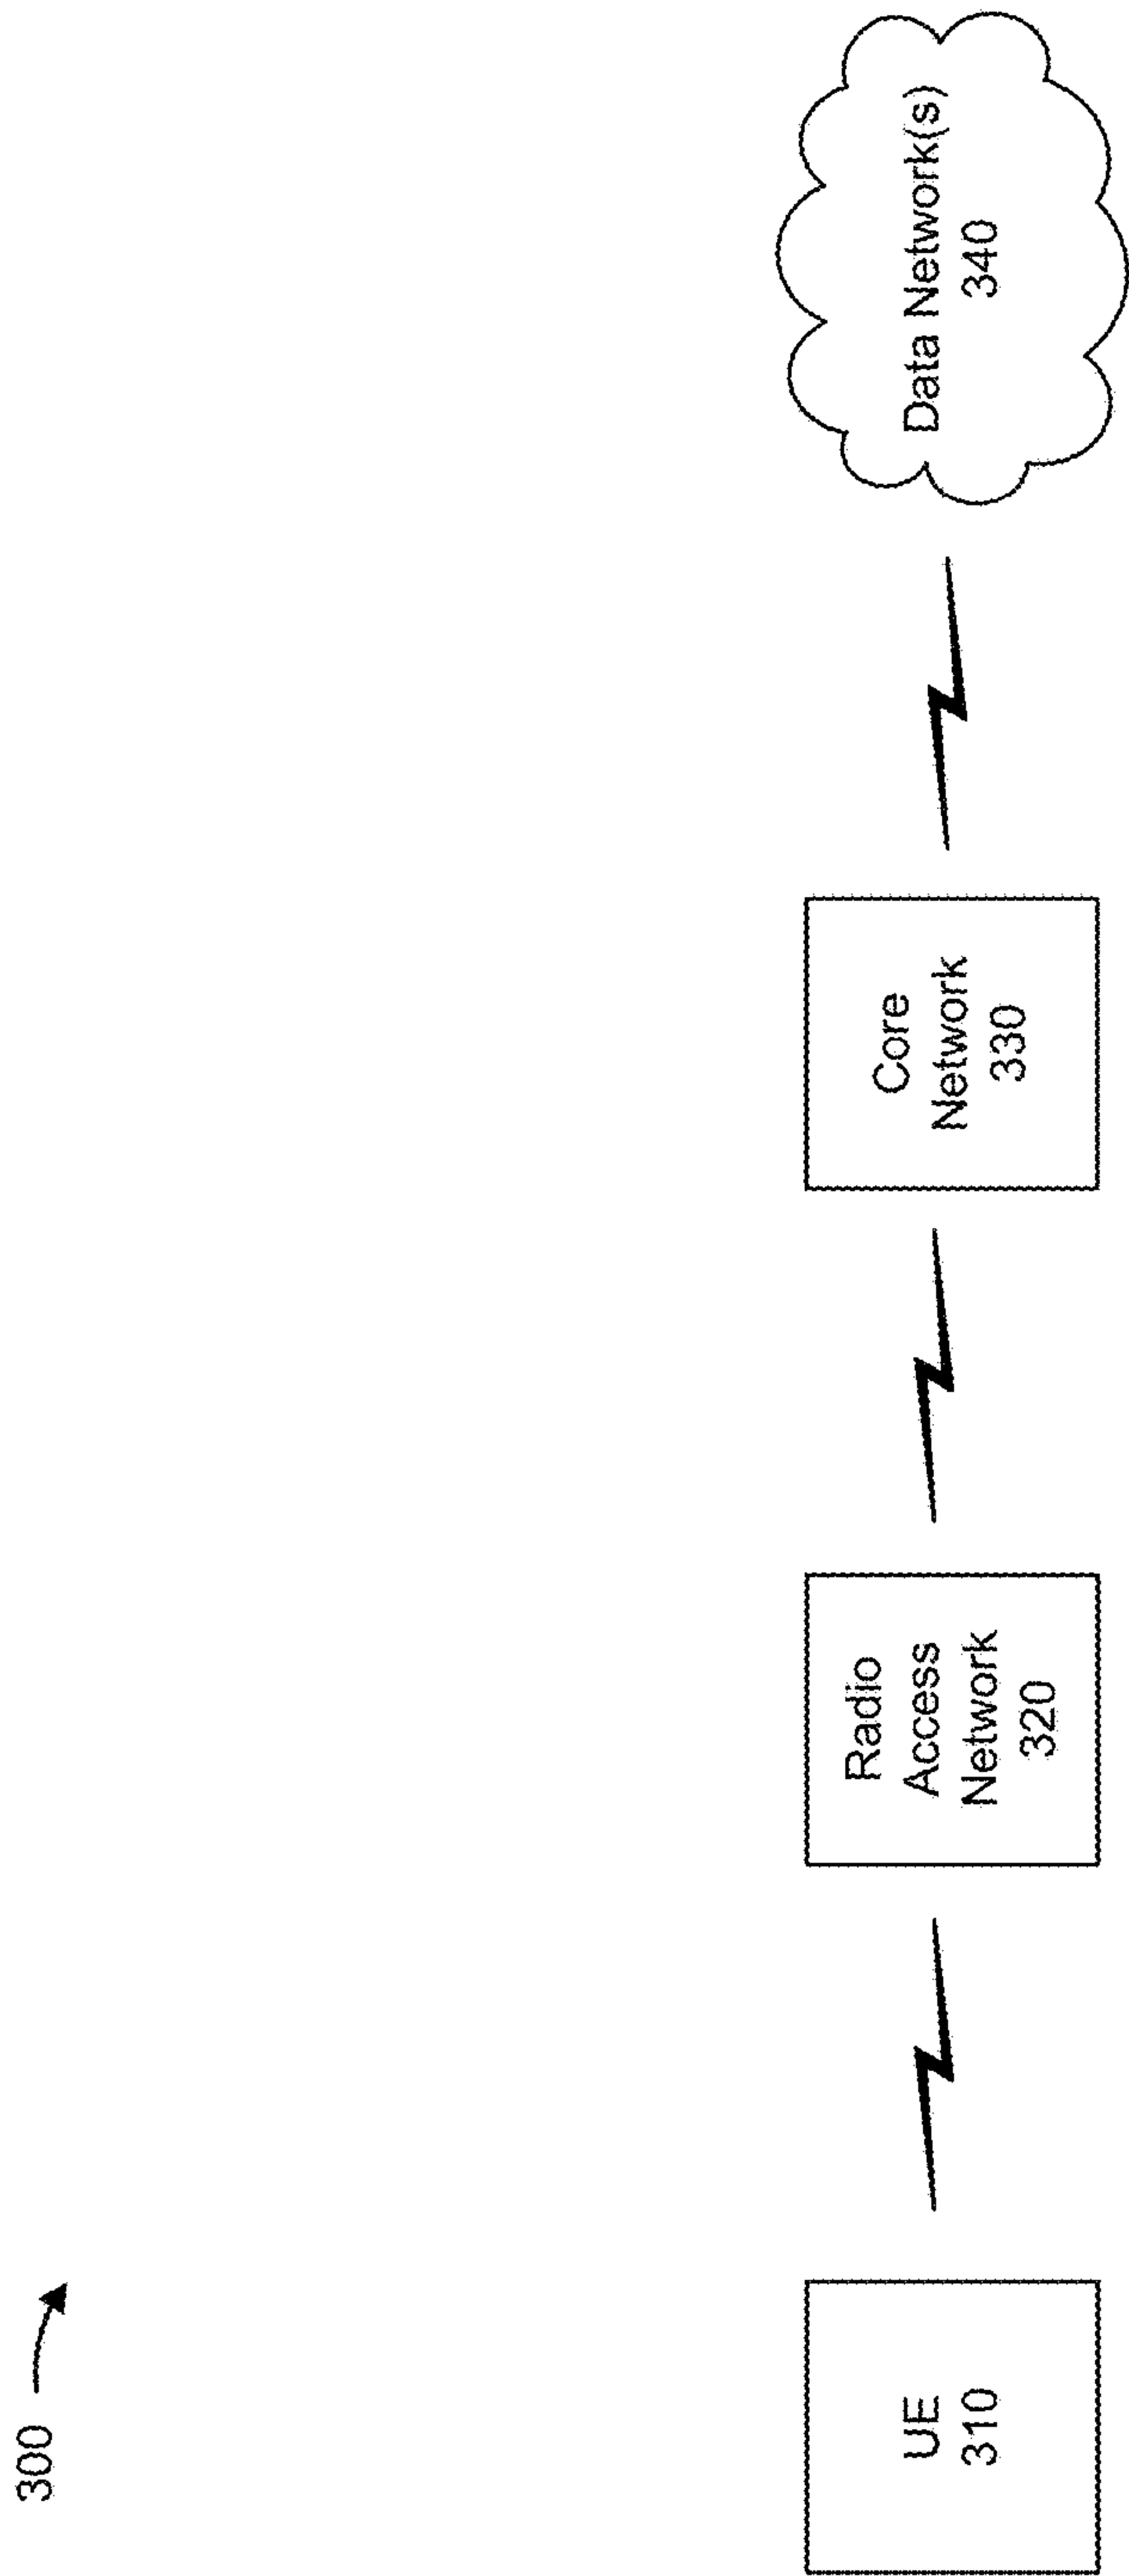 300
UE
310
Radio
Access
Network
320
Core
Network
330
Data Network(s)
340